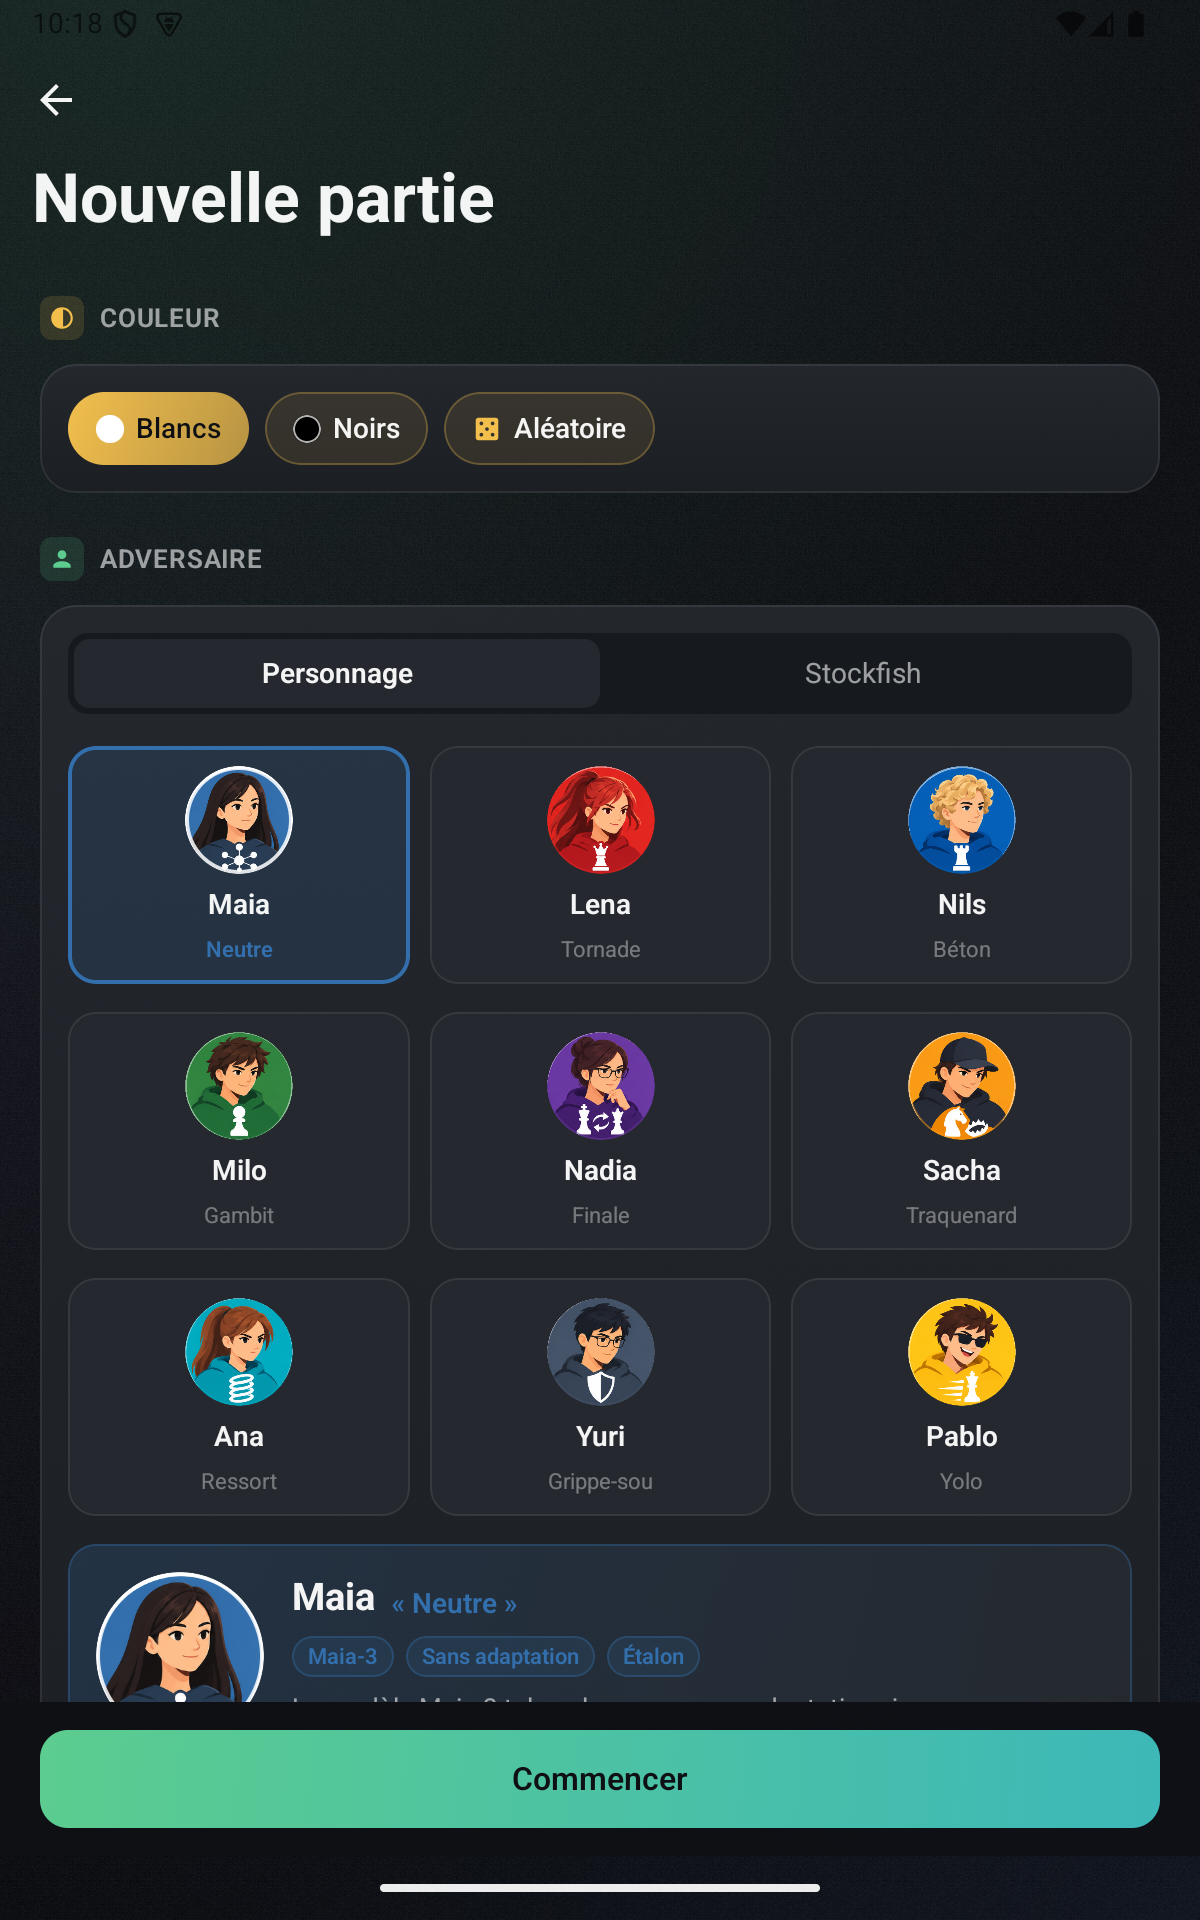 10:18
Nouvelle partie
COULEUR
Blancs
Noirs
Aléatoire
ADVERSAIRE
Personnage
Stockfish
Maia
Neutre
Lena
Tornade
Nils
Béton
Milo
Gambit
Nadia
Finale
Sacha
Traquenard
Ana
Ressort
Yuri
Grippe-sou
Pablo
Yolo
Maia « Neutre »
Maia-3
Sans adaptation
Étalon
Commencer